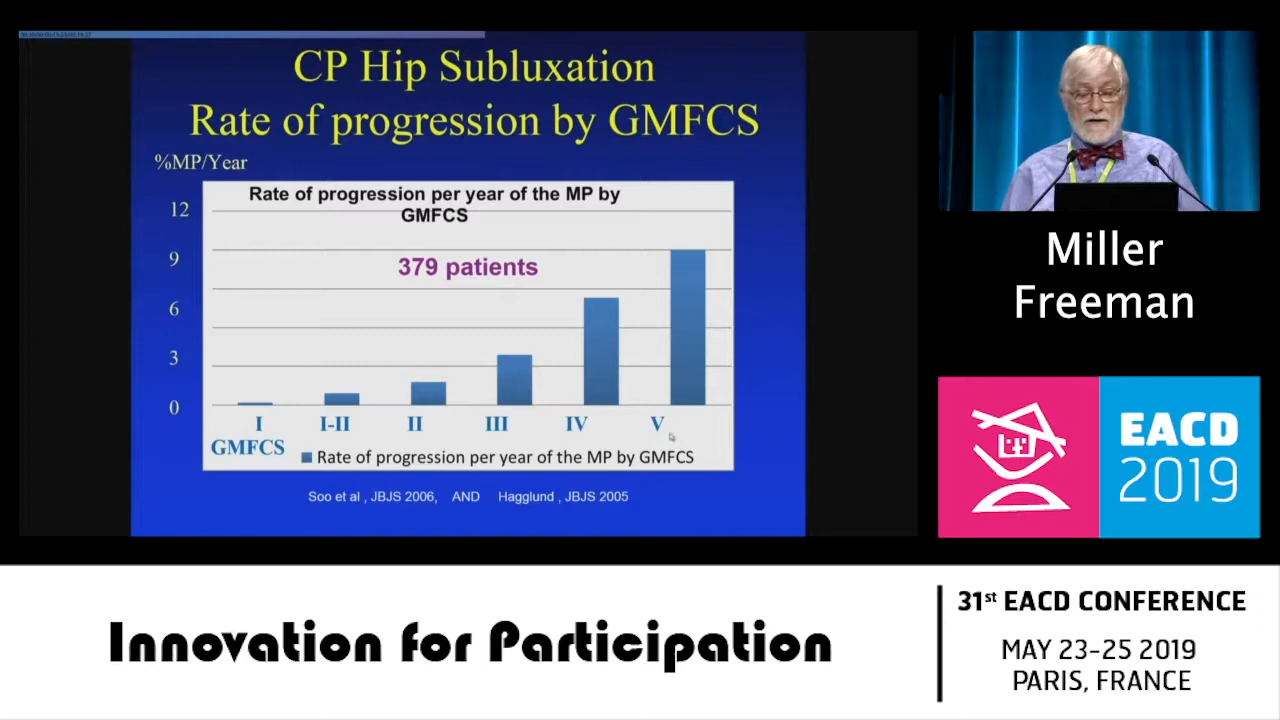 CP Hip Subluxation
Rate of progression by GMFCS
%MP/Year
Rate of progression per year of the MP by
GMFCS
379 patients
12
9
6
3
0
I I-II II III IV V
GMFCS
Rate of progression per year of the MP by GMFCS
Soo et al , JBJS 2006, AND Hagglund , JBJS 2005
Miller
Freeman
EACD
2019
Innovation for Participation
31st EACD CONFERENCE
MAY 23-25 2019
PARIS, FRANCE